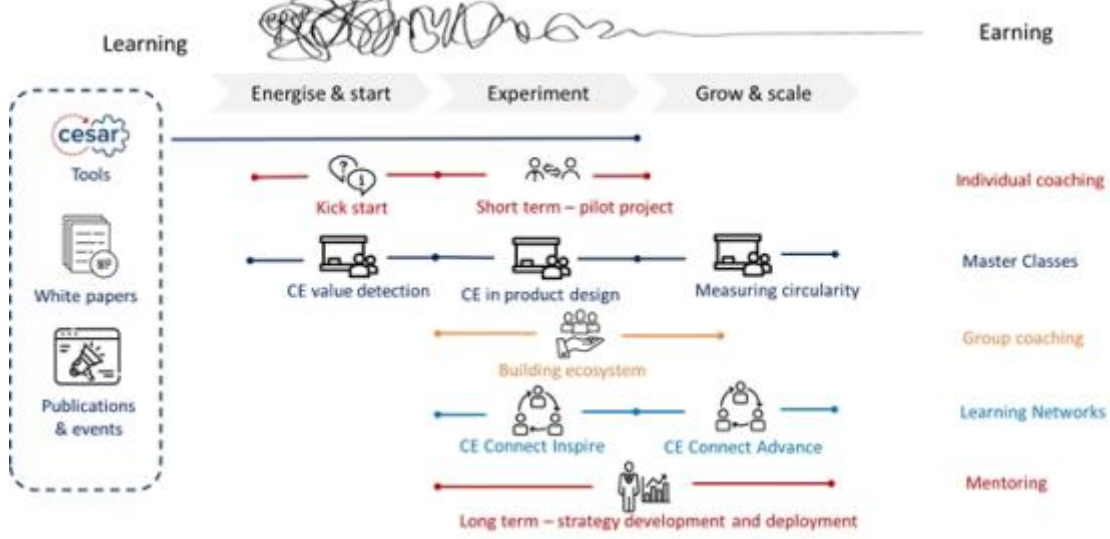 Learning
Earning
Energise & start
Experiment
Grow & scale
cesar
Tools
White papers
Publications
& events
Kick start
Short term – pilot project
Individual coaching
CE value detection
CE in product design
Measuring circularity
Master Classes
Building ecosystem
Group coaching
CE Connect Inspire
CE Connect Advance
Learning Networks
Long term – strategy development and deployment
Mentoring